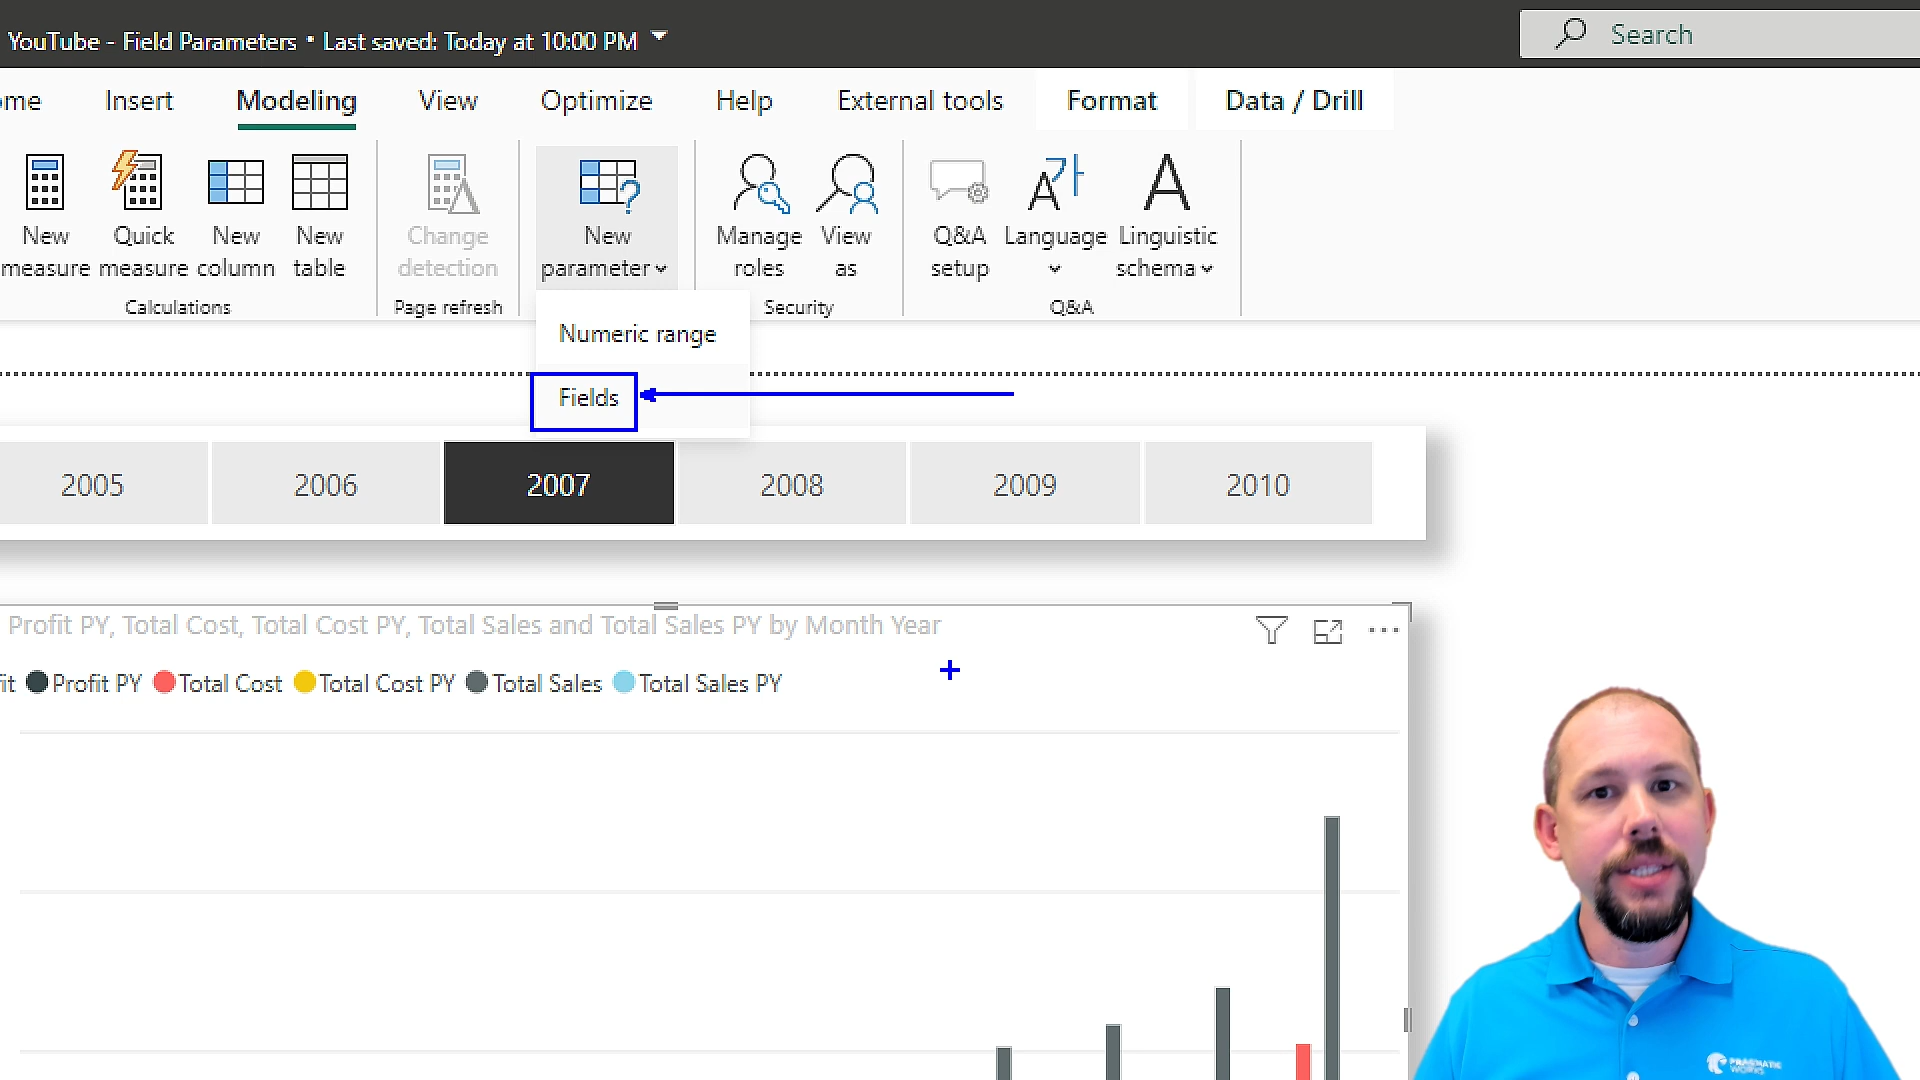 YouTube - Field Parameters • Last saved: Today at 10:00 PM
Search
ome Insert Modeling View Optimize Help External tools Format Data / Drill
New measure
Quick measure
New column
New table
Change detection
New parameter
Manage roles
View as
Q&A setup
Language
Linguistic schema
Calculations
Page refresh
Security
Q&A
Numeric range
Fields
2005 2006 2007 2008 2009 2010
Profit PY, Total Cost, Total Cost PY, Total Sales and Total Sales PY by Month Year
it Profit PY Total Cost Total Cost PY Total Sales Total Sales PY
PRAGMATIC
WORKS